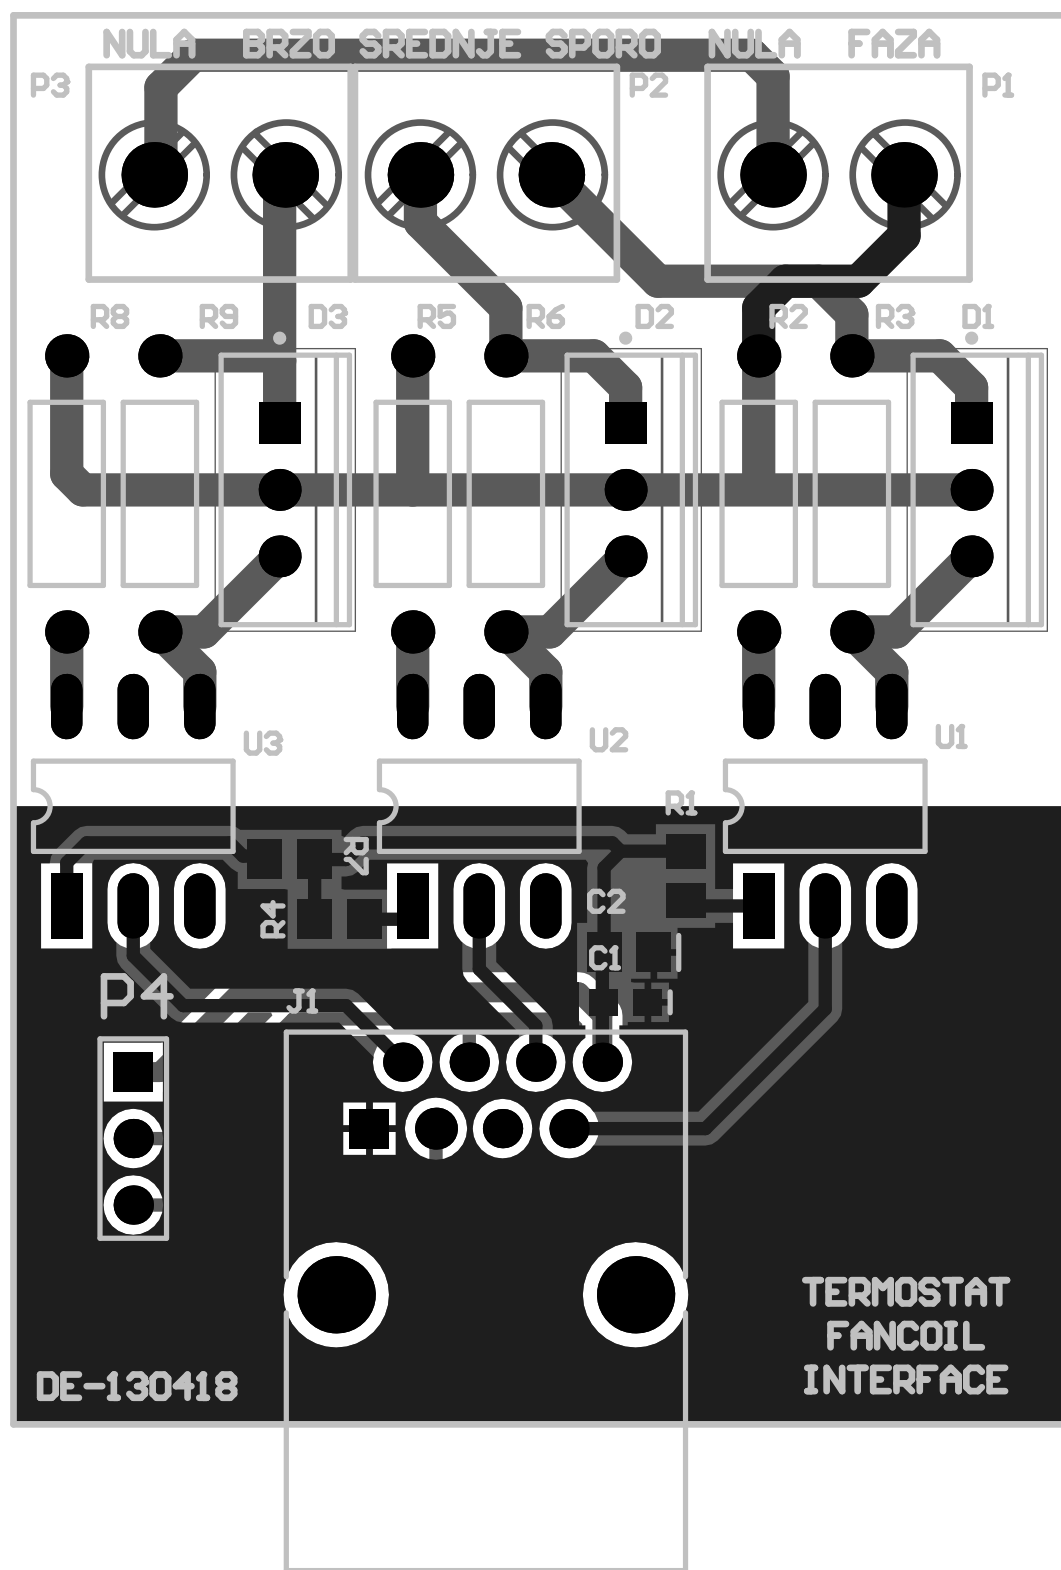 NULA BRZO SREDNJE SPORO NULA FAZA
P3 P2 P1
R8 R9 D3 R5 R6 D2 R2 R3 D1
U3 U2 U1
R1
R7
C2
R4
C1
P4
J1
TERMOSTAT
FANCOIL
INTERFACE
DE-130418